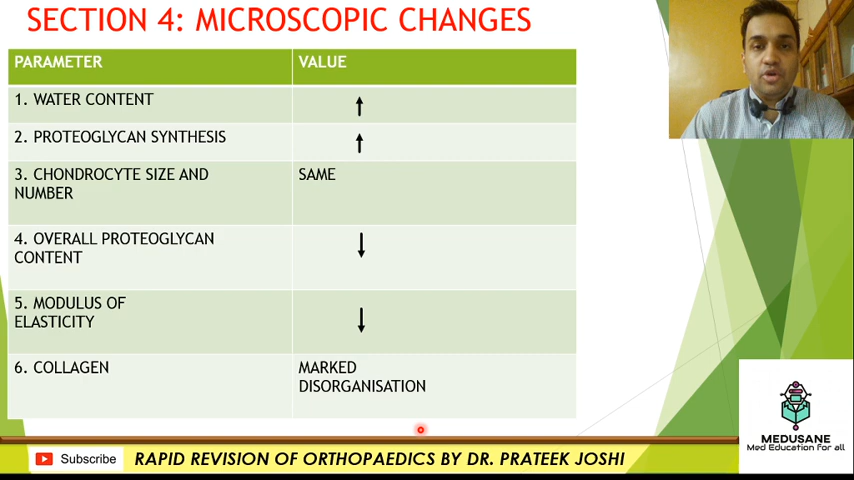 SECTION 4: MICROSCOPIC CHANGES
PARAMETER VALUE
1. WATER CONTENT
2. PROTEOGLYCAN SYNTHESIS
3. CHONDROCYTE SIZE AND
NUMBER
SAME
4. OVERALL PROTEOGLYCAN
CONTENT
5. MODULUS OF
ELASTICITY
6. COLLAGEN
MARKED
DISORGANISATION
MEDUSANE
Med Education for all
Subscribe
RAPID REVISION OF ORTHOPAEDICS BY DR. PRATEEK JOSHI